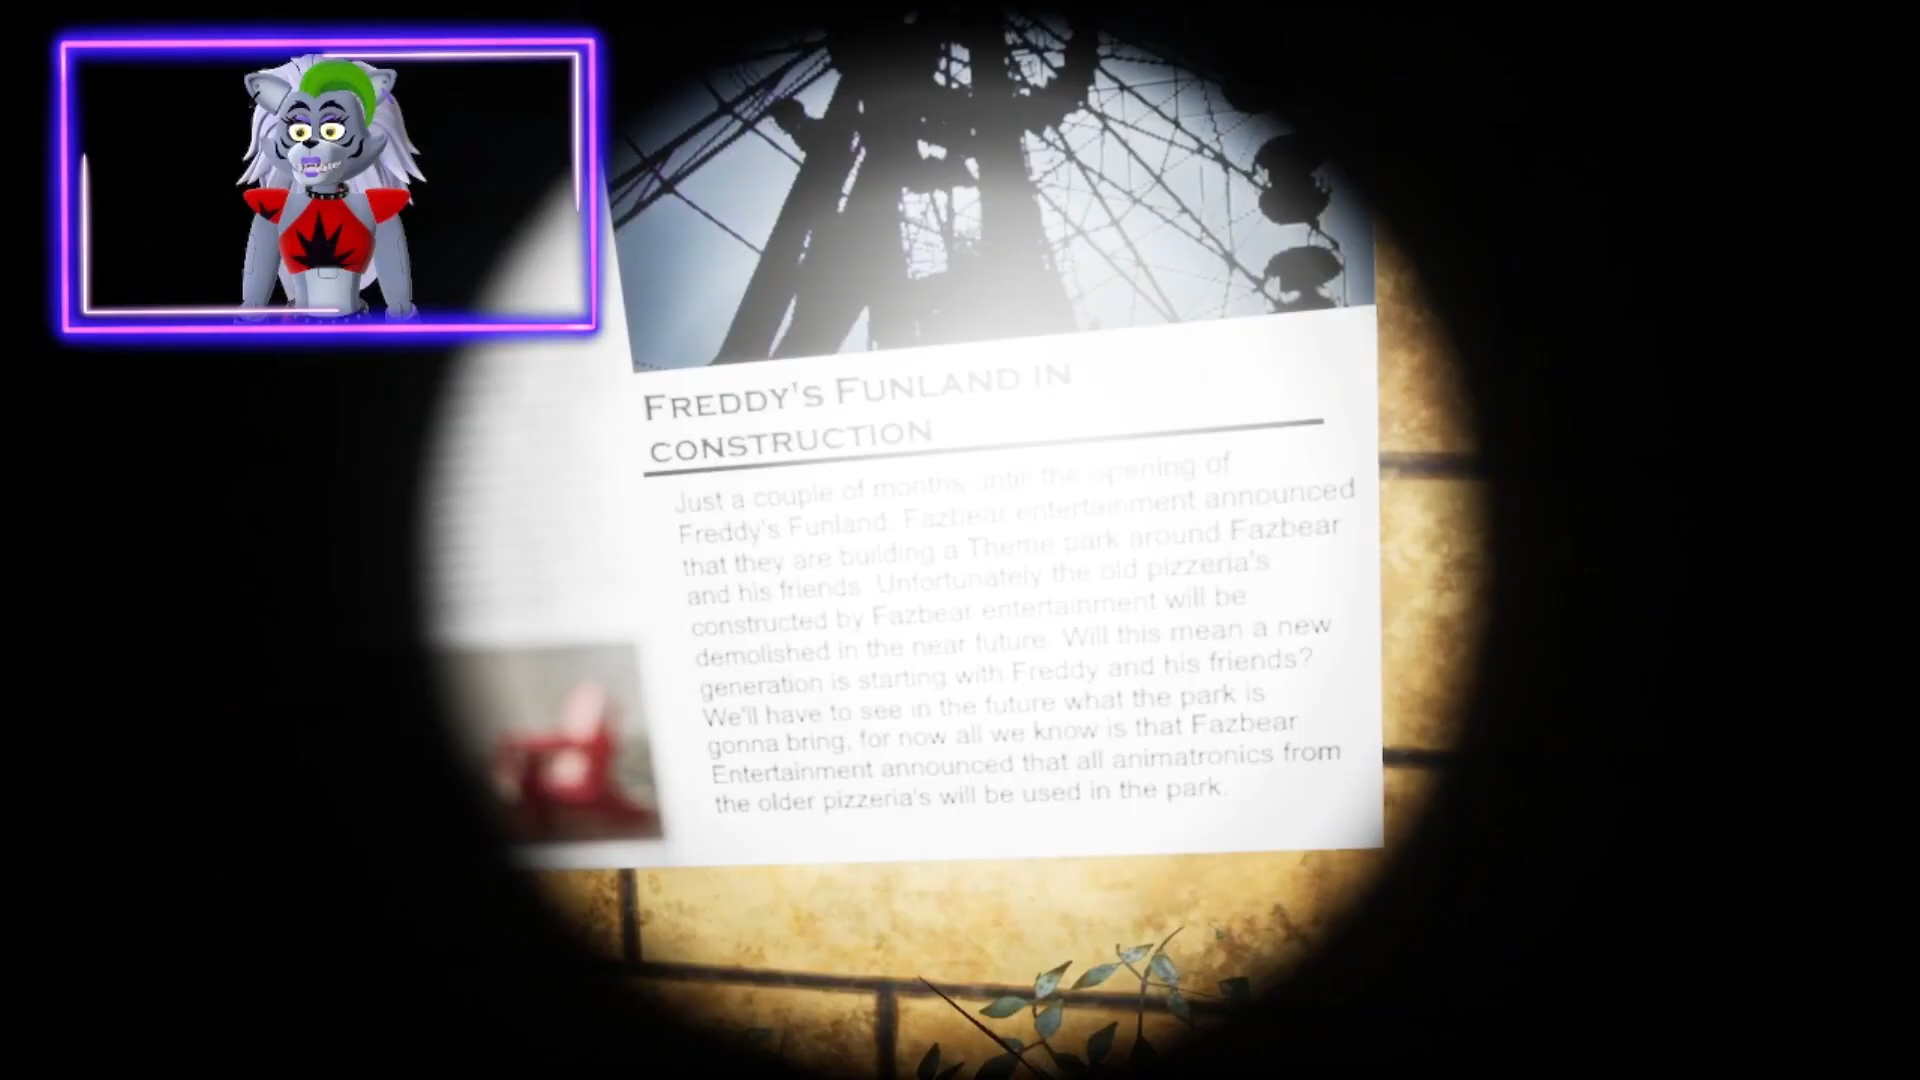 FREDDY'S FUNLAND IN
CONSTRUCTION
Just a couple of months until the opening of
Freddy's Funland. Fazbear entertainment announced
that they are building a Theme park around Fazbear
and his friends. Unfortunately the old pizzeria's
constructed by Fazbear entertainment will be
demolished in the near future. Will this mean a new
generation is starting with Freddy and his friends?
We'll have to see in the future what the park is
gonna bring, for now all we know is that Fazbear
Entertainment announced that all animatronics from
the older pizzeria's will be used in the park.